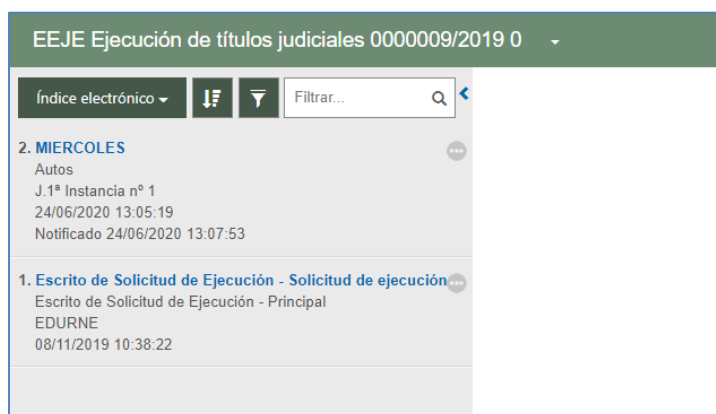 EEJE Ejecución de títulos judiciales 0000009/2019 0
Índice electrónico
Filtrar...
2. MIERCOLES
Autos
J.1ª Instancia nº 1
24/06/2020 13:05:19
Notificado 24/06/2020 13:07:53
1. Escrito de Solicitud de Ejecución - Solicitud de ejecución
Escrito de Solicitud de Ejecución - Principal
EDURNE
08/11/2019 10:38:22